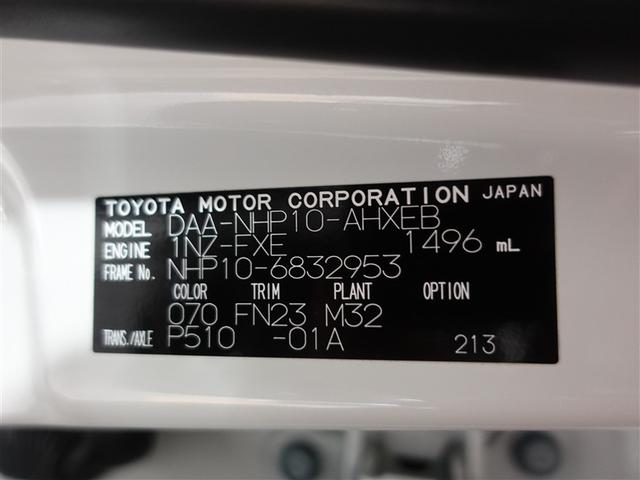 TOYOTA MOTOR CORPORATION JAPAN
MODEL DAA-NHP10-AHXEB
ENGINE 1NZ-FXE 1496 mL
FRAME No. NHP10-6832953
COLOR TRIM PLANT OPTION
070 FN23 M32
TRANS./AXLE P510 -01A 213